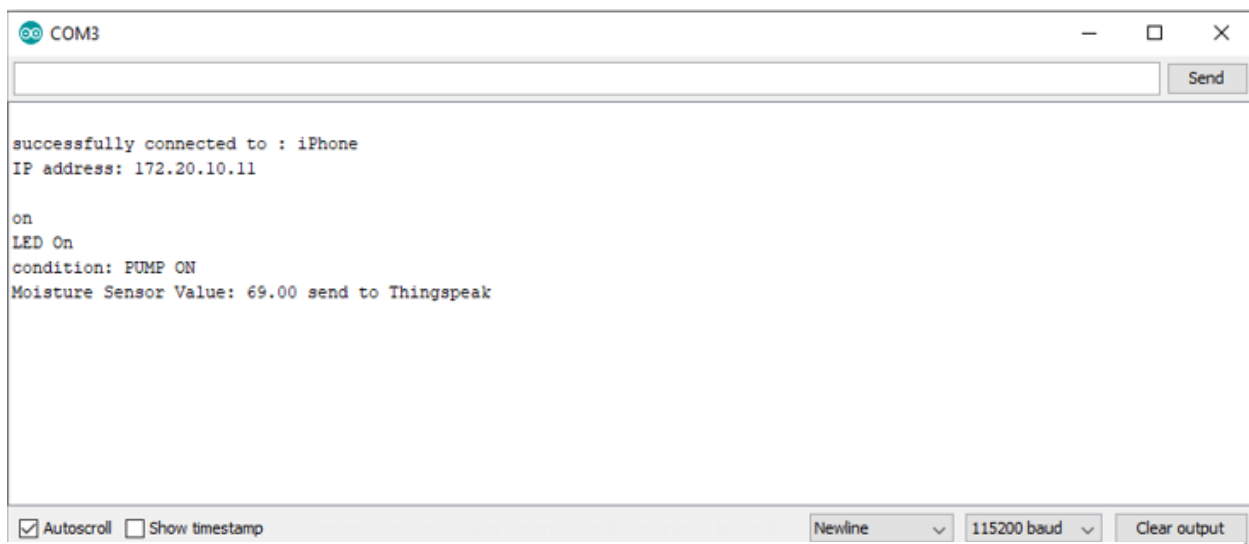 COM3
Send
successfully connected to : iPhone
IP address: 172.20.10.11
on
LED On
condition: PUMP ON
Moisture Sensor Value: 69.00 send to Thingspeak
Autoscroll Show timestamp Newline 115200 baud Clear output